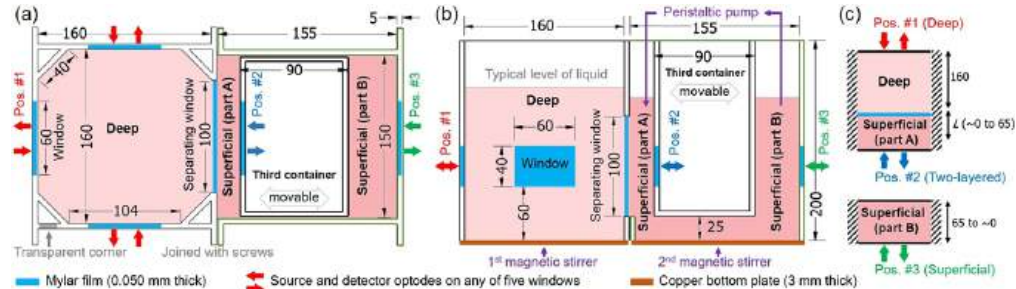 (a)
160
155
5
40
90
Pos. #1
60
Window
Deep
160
Separating window
100
Superficial (part A)
Pos. #2
Third container
movable
Superficial (part B)
150
Pos. #3
104
Transparent corner
Joined with screws
(b)
Peristaltic pump
160
155
90
Typical level of liquid
Third container
movable
Deep
Pos. #1
60
40
Window
60
Separating window
100
Superficial (part A)
Pos. #2
Superficial (part B)
Pos. #3
200
25
1st magnetic stirrer
2nd magnetic stirrer
(c)
Pos. #1 (Deep)
Deep
160
Superficial
(part A)
L (~0 to 65)
Pos. #2 (Two-layered)
Superficial
(part B)
65 to ~0
Pos. #3 (Superficial)
Mylar film (0.050 mm thick)
Source and detector optodes on any of five windows
Copper bottom plate (3 mm thick)